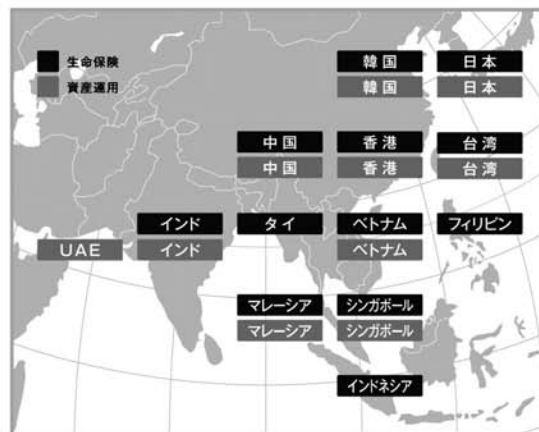 生命保険
資産運用
韓国 日本
韓国 日本
中国 香港 台湾
中国 香港 台湾
インド タイ ベトナム フィリピン
UAE インド ベトナム
マレーシア シンガポール
マレーシア シンガポール
インドネシア